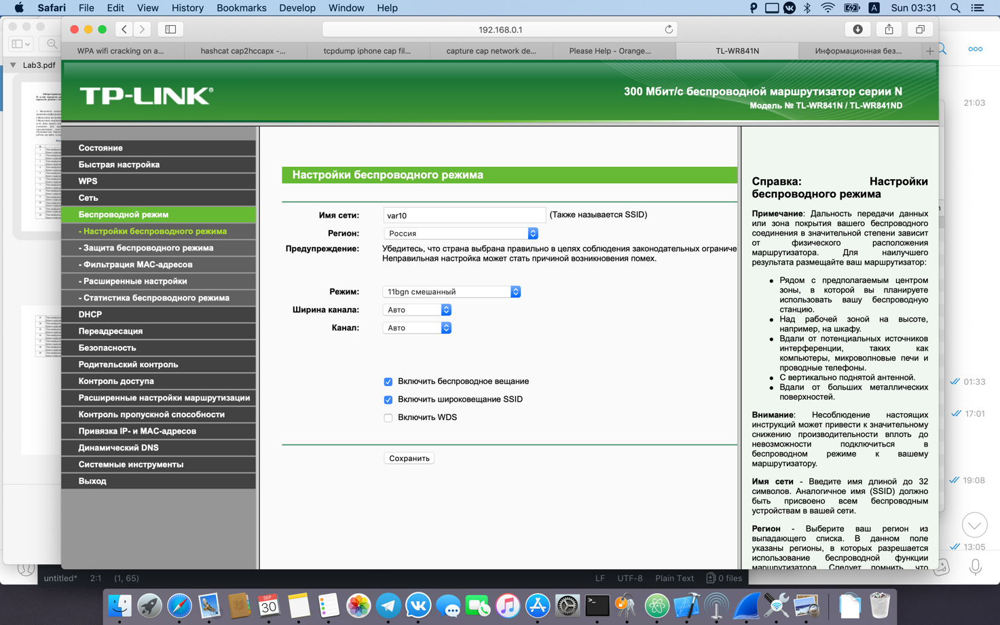 Safari File Edit View History Bookmarks Develop Window Help
A Sun 03:31
192.168.0.1
WPA wifi cracking on a...
hashcat cap2hccapx -...
tcpdump iphone cap fil...
capture cap network de...
Please Help - Orange...
TL-WR841N
Информационная без...
Lab3.pdf
TP-LINK®
300 Мбит/с беспроводной маршрутизатор серии N
Модель № TL-WR841N / TL-WR841ND
Состояние
Быстрая настройка
WPS
Сеть
Беспроводной режим
- Настройки беспроводного режима
- Защита беспроводного режима
- Фильтрация MAC-адресов
- Расширенные настройки
- Статистика беспроводного режима
DHCP
Переадресация
Безопасность
Родительский контроль
Контроль доступа
Расширенные настройки маршрутизации
Контроль пропускной способности
Привязка IP- и MAC-адресов
Динамический DNS
Системные инструменты
Выход
Настройки беспроводного режима
Имя сети: var10 (Также называется SSID)
Регион: Россия
Предупреждение: Убедитесь, что страна выбрана правильно в целях соблюдения законодательных ограниче
Неправильная настройка может стать причиной возникновения помех.
Режим: 11bgn смешанный
Ширина канала: Авто
Канал: Авто
Включить беспроводное вещание
Включить широковещание SSID
Включить WDS
Сохранить
Справка: Настройки
беспроводного режима
Примечание: Дальность передачи данных
или зона покрытия вашего беспроводного
соединения в значительной степени зависит
от физического расположения
маршрутизатора. Для наилучшего
результата размещайте ваш маршрутизатор:
• Рядом с предполагаемым центром
зоны, в которой вы планируете
использовать вашу беспроводную
станцию.
• Над рабочей зоной на высоте,
например, на шкафу.
• Вдали от потенциальных источников
интерференции, таких как
компьютеры, микроволновые печи и
проводные телефоны.
• С вертикально поднятой антенной.
• Вдали от больших металлических
поверхностей.
Внимание: Несоблюдение настоящих
инструкций может привести к значительному
снижению производительности вплоть до
невозможности подключиться в
беспроводном режиме к вашему
маршрутизатору.
Имя сети - Введите имя длиной до 32
символов. Аналогичное имя (SSID) должно
быть присвоено всем беспроводным
устройствам в вашей сети.
Регион - Выберите ваш регион из
выпадающего списка. В данном поле
указаны регионы, в которых разрешается
использование беспроводной функции
маршрутизатора. Следует помнить, что
21:03
01:33
17:01
19:08
13:05
untitled* 2:1 (1, 65)
LF UTF-8 Plain Text 0 files
SEP
30